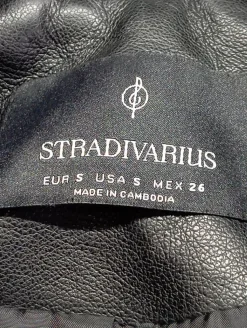 STRADIVARIUS
EUR S USA S MEX 26
MADE IN CAMBODIA